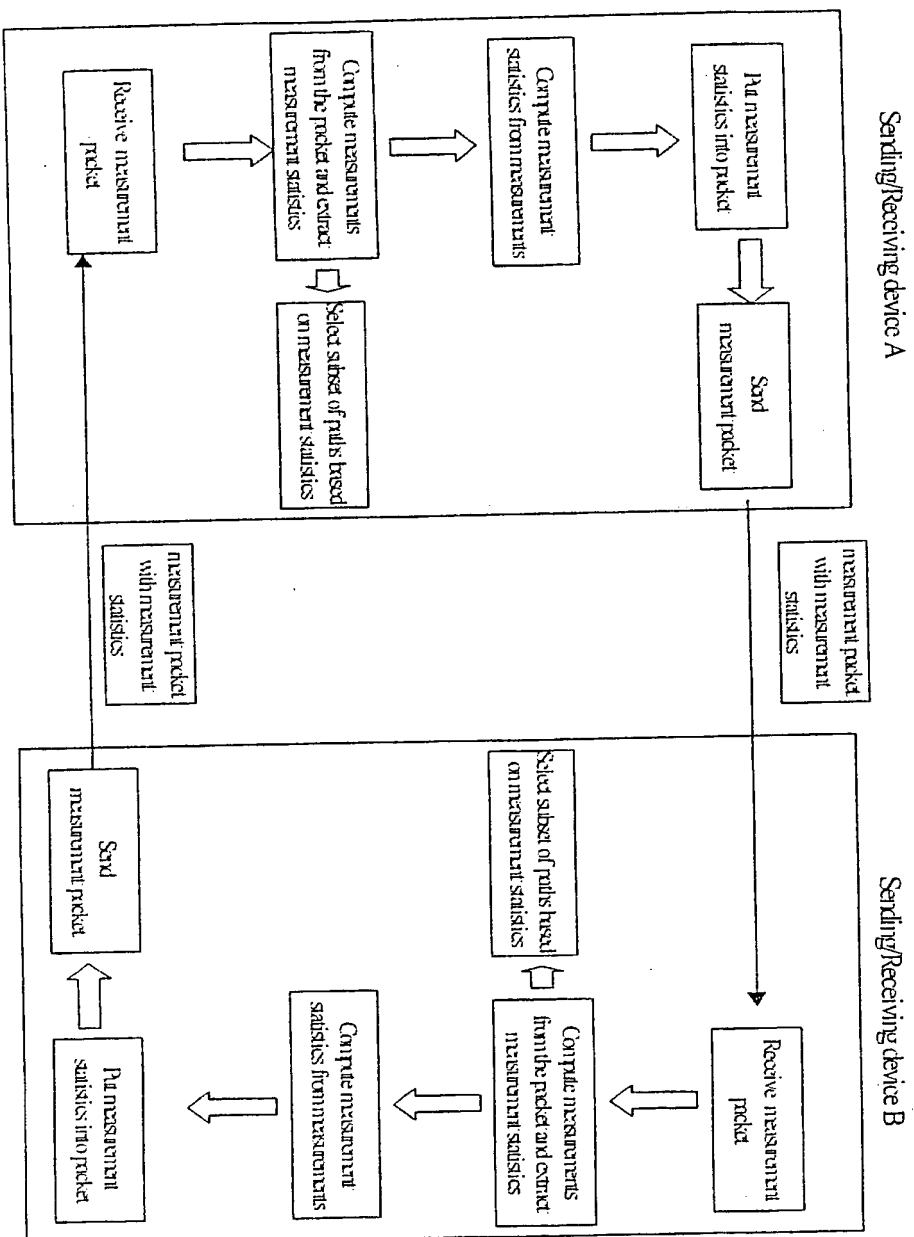 Sending/Receiving device A
Put measurement
statistics into packet
Send
measurement packet
Compute measurement
statistics from measurements
Compute measurements
from the packet and extract
measurement statistics
Select subset of paths based
on measurement statistics
Receive measurement
packet
measurement packet
with measurement
statistics
measurement packet
with measurement
statistics
Sending/Receiving device B
Receive measurement
packet
Select subset of paths based
on measurement statistics
Compute measurements
from the packet and extract
measurement statistics
Compute measurement
statistics from measurements
Send
measurement packet
Put measurement
statistics into packet